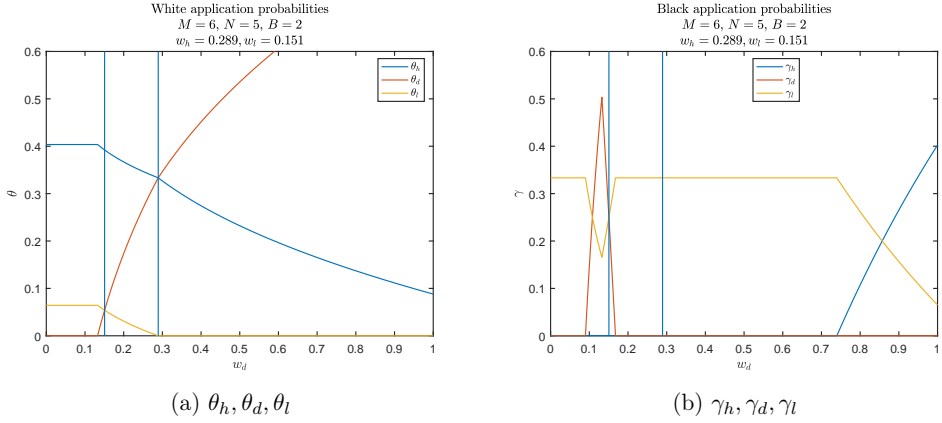 White application probabilities
M = 6, N = 5, B = 2
w_h = 0.289, w_l = 0.151
0.6
0.5
0.4
0.3
0.2
0.1
0
θ
θ_h
θ_d
θ_l
0 0.1 0.2 0.3 0.4 0.5 0.6 0.7 0.8 0.9 1
w_d
(a) θ_h, θ_d, θ_l
Black application probabilities
M = 6, N = 5, B = 2
w_h = 0.289, w_l = 0.151
0.6
0.5
0.4
0.3
0.2
0.1
0
γ
γ_h
γ_d
γ_l
0 0.1 0.2 0.3 0.4 0.5 0.6 0.7 0.8 0.9 1
w_d
(b) γ_h, γ_d, γ_l